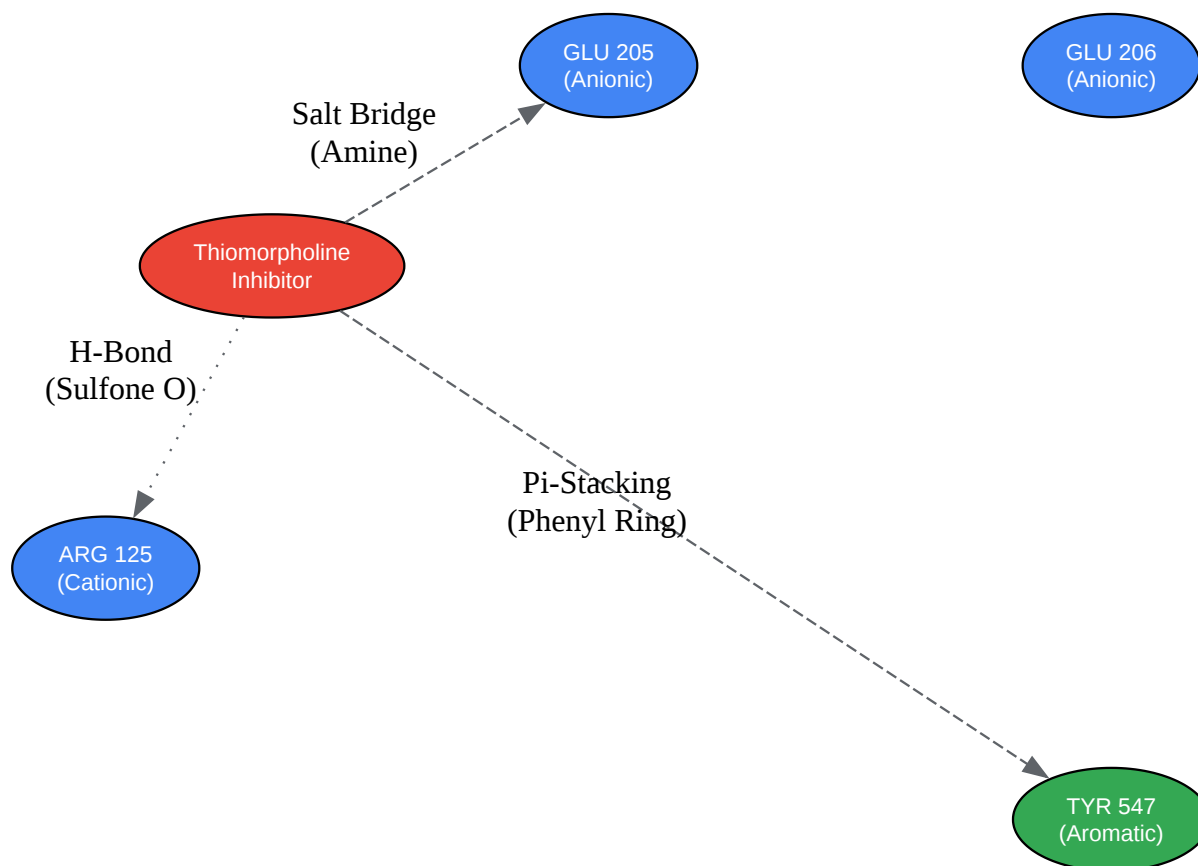 GLU 205
(Anionic)
GLU 206
(Anionic)
Salt Bridge
(Amine)
Thiomorpholine
Inhibitor
H-Bond
(Sulfone O)
Pi-Stacking
(Phenyl Ring)
ARG 125
(Cationic)
TYR 547
(Aromatic)